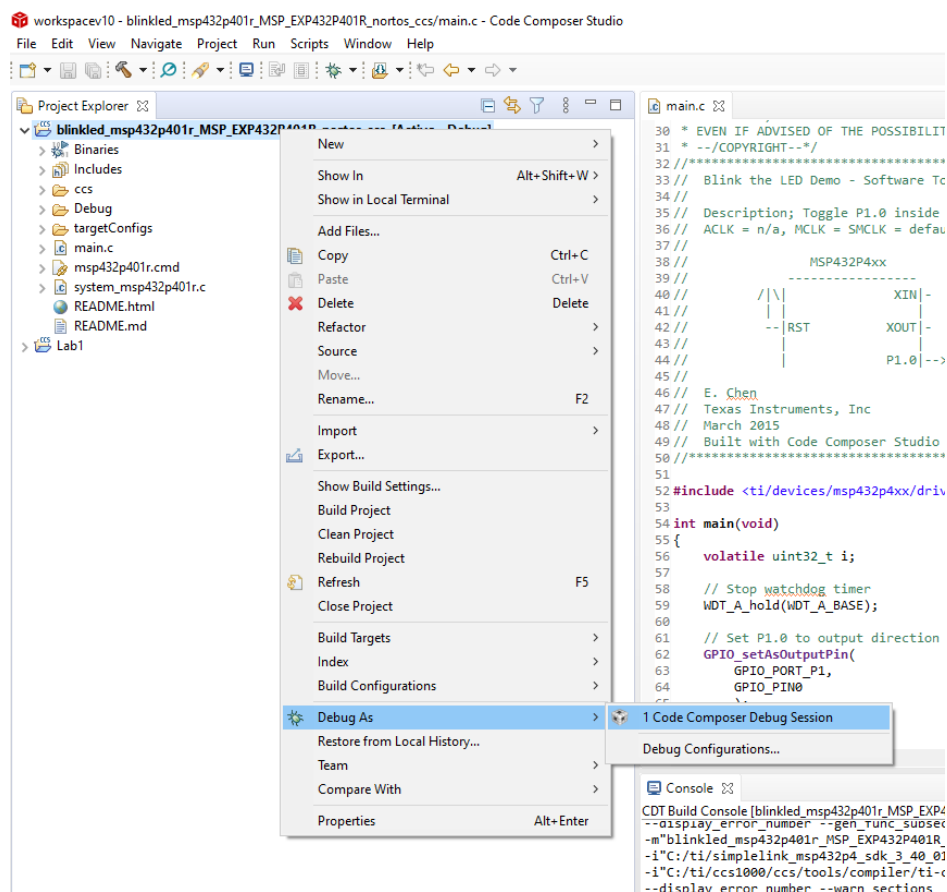 workspacev10 - blinkled_msp432p401r_MSP_EXP432P401R_nortos_ccs/main.c - Code Composer Studio
File Edit View Navigate Project Run Scripts Window Help
Project Explorer
blinkled_msp432p401r_MSP_EXP432P401R_nortos_ccs [Active - Debug]
Binaries
Includes
ccs
Debug
targetConfigs
main.c
msp432p401r.cmd
system_msp432p401r.c
README.html
README.md
Lab1
New
Show In Alt+Shift+W
Show in Local Terminal
Add Files...
Copy Ctrl+C
Paste Ctrl+V
Delete Delete
Refactor
Source
Move...
Rename... F2
Import
Export...
Show Build Settings...
Build Project
Clean Project
Rebuild Project
Refresh F5
Close Project
Build Targets
Index
Build Configurations
Debug As
Restore from Local History...
Team
Compare With
Properties Alt+Enter
1 Code Composer Debug Session
Debug Configurations...
main.c
30 * EVEN IF ADVISED OF THE POSSIBILIT
31 * --/COPYRIGHT--*/
32 //**********************************
33 // Blink the LED Demo - Software To
34 //
35 // Description; Toggle P1.0 inside
36 // ACLK = n/a, MCLK = SMCLK = defau
37 //
38 // MSP432P4xx
39 // -----------------
40 // /|\| XIN|-
41 // | | |
42 // --|RST XOUT|-
43 // | |
44 // | P1.0|-->
45 //
46 // E. Chen
47 // Texas Instruments, Inc
48 // March 2015
49 // Built with Code Composer Studio
50 //**********************************
51
52 #include <ti/devices/msp432p4xx/driv
53
54 int main(void)
55 {
56 volatile uint32_t i;
57
58 // Stop watchdog timer
59 WDT_A_hold(WDT_A_BASE);
60
61 // Set P1.0 to output direction
62 GPIO_setAsOutputPin(
63 GPIO_PORT_P1,
64 GPIO_PIN0
Console
CDT Build Console [blinkled_msp432p401r_MSP_EXP4
--display_error_number --gen_func_subsec
-m"blinkled_msp432p401r_MSP_EXP432P401R_
-i"C:/ti/simplelink_msp432p4_sdk_3_40_01
-i"C:/ti/ccs1000/ccs/tools/compiler/ti-c
--display_error_number --warn_sections